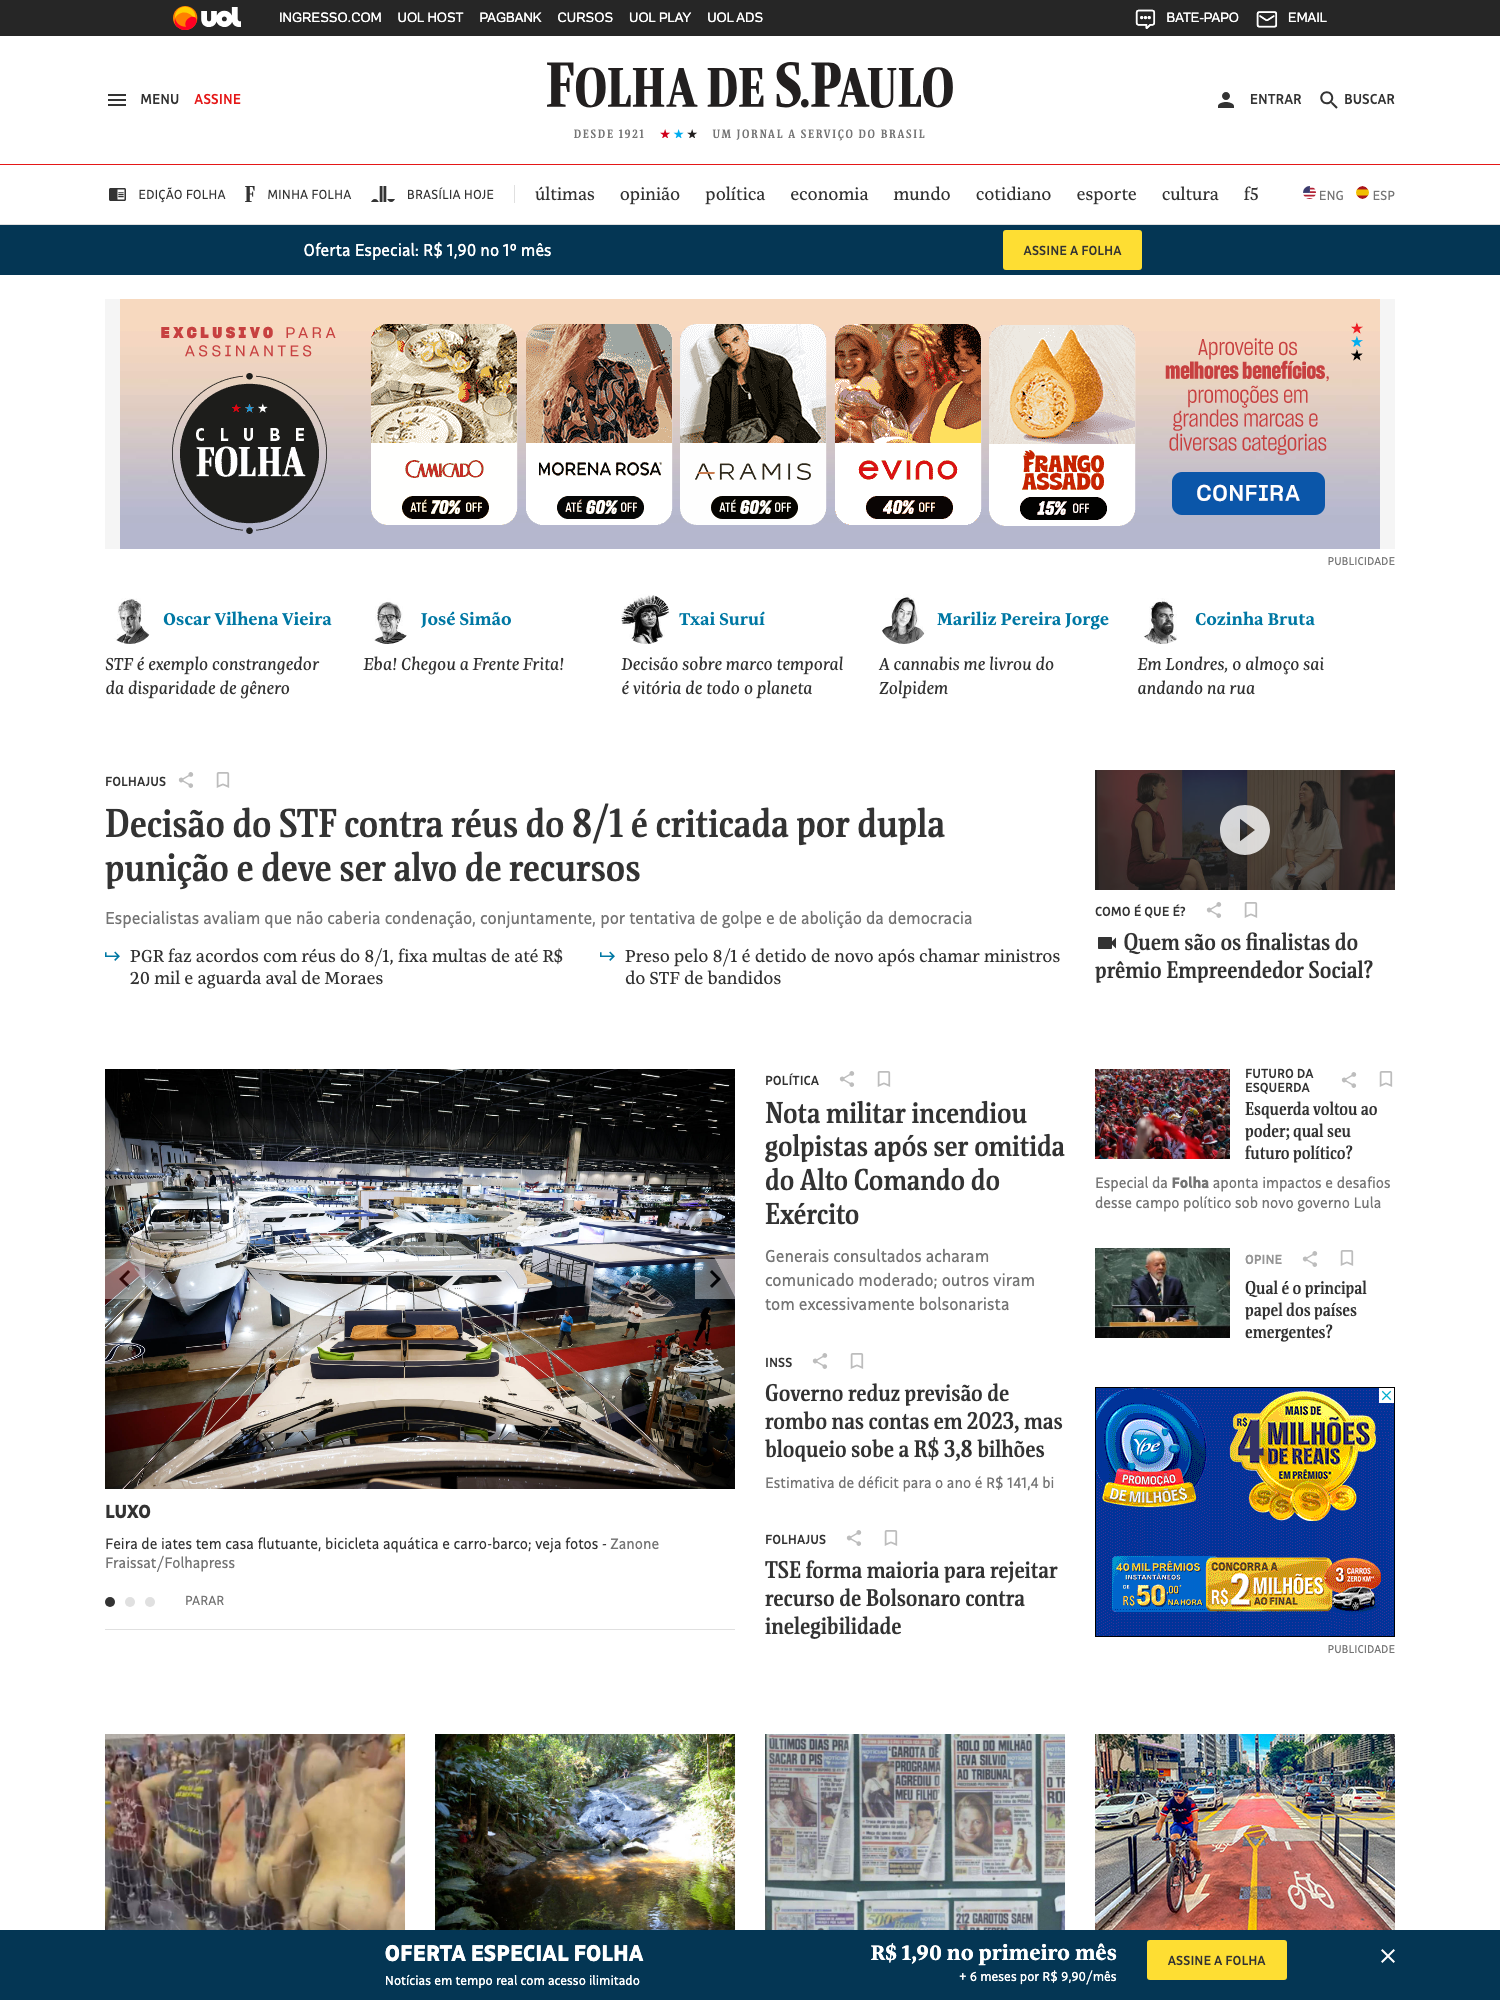 uol INGRESSO.COM UOL HOST PAGBANK CURSOS UOL PLAY UOL ADS BATE-PAPO EMAIL
MENU ASSINE FOLHA DE S.PAULO ENTRAR BUSCAR
DESDE 1921 ★★★ UM JORNAL A SERVIÇO DO BRASIL
EDIÇÃO FOLHA F MINHA FOLHA BRASÍLIA HOJE últimas opinião política economia mundo cotidiano esporte cultura f5 ENG ESP
Oferta Especial: R$ 1,90 no 1º mês ASSINE A FOLHA
EXCLUSIVO PARA
ASSINANTES
CLUBE
FOLHA
CAMICADO
ATÉ 70% OFF
MORENA ROSA
ATÉ 60% OFF
ARAMIS
ATÉ 60% OFF
evino
40% OFF
FRANGO
ASSADO
15% OFF
Aproveite os
melhores benefícios,
promoções em
grandes marcas e
diversas categorias
CONFIRA
PUBLICIDADE
Oscar Vilhena Vieira
STF é exemplo constrangedor
da disparidade de gênero
José Simão
Eba! Chegou a Frente Frita!
Txai Suruí
Decisão sobre marco temporal
é vitória de todo o planeta
Mariliz Pereira Jorge
A cannabis me livrou do
Zolpidem
Cozinha Bruta
Em Londres, o almoço sai
andando na rua
FOLHAJUS
Decisão do STF contra réus do 8/1 é criticada por dupla
punição e deve ser alvo de recursos
Especialistas avaliam que não caberia condenação, conjuntamente, por tentativa de golpe e de abolição da democracia
PGR faz acordos com réus do 8/1, fixa multas de até R$
20 mil e aguarda aval de Moraes
Preso pelo 8/1 é detido de novo após chamar ministros
do STF de bandidos
COMO É QUE É?
Quem são os finalistas do
prêmio Empreendedor Social?
LUXO
Feira de iates tem casa flutuante, bicicleta aquática e carro-barco; veja fotos - Zanone
Fraissat/Folhapress
PARAR
POLÍTICA
Nota militar incendiou
golpistas após ser omitida
do Alto Comando do
Exército
Generais consultados acharam
comunicado moderado; outros viram
tom excessivamente bolsonarista
INSS
Governo reduz previsão de
rombo nas contas em 2023, mas
bloqueio sobe a R$ 3,8 bilhões
Estimativa de déficit para o ano é R$ 141,4 bi
FOLHAJUS
TSE forma maioria para rejeitar
recurso de Bolsonaro contra
inelegibilidade
FUTURO DA
ESQUERDA
Esquerda voltou ao
poder; qual seu
futuro político?
Especial da Folha aponta impactos e desafios
desse campo político sob novo governo Lula
OPINE
Qual é o principal
papel dos países
emergentes?
Ypê
PROMOÇÃO
DE MILHÕES
MAIS DE
R$ 4 MILHÕES
DE REAIS
EM PRÊMIOS*
40 MIL PRÊMIOS
INSTANTÂNEOS
DE
R$ 50,00* NA HORA
CONCORRA A
R$ 2 MILHÕES
AO FINAL
3 CARROS
ZERO KM**
PUBLICIDADE
ÚLTIMOS DIAS PRA
SACAR O PIS
'GAROTA DE
PROGRAMA
AGREDIU O
MEU FILHO'
ROLO DO MILHÃO
LEVA SILVIO
AO TRIBUNAL
212 GAROTOS SAEM
OFERTA ESPECIAL FOLHA
Notícias em tempo real com acesso ilimitado
R$ 1,90 no primeiro mês
+ 6 meses por R$ 9,90/mês
ASSINE A FOLHA